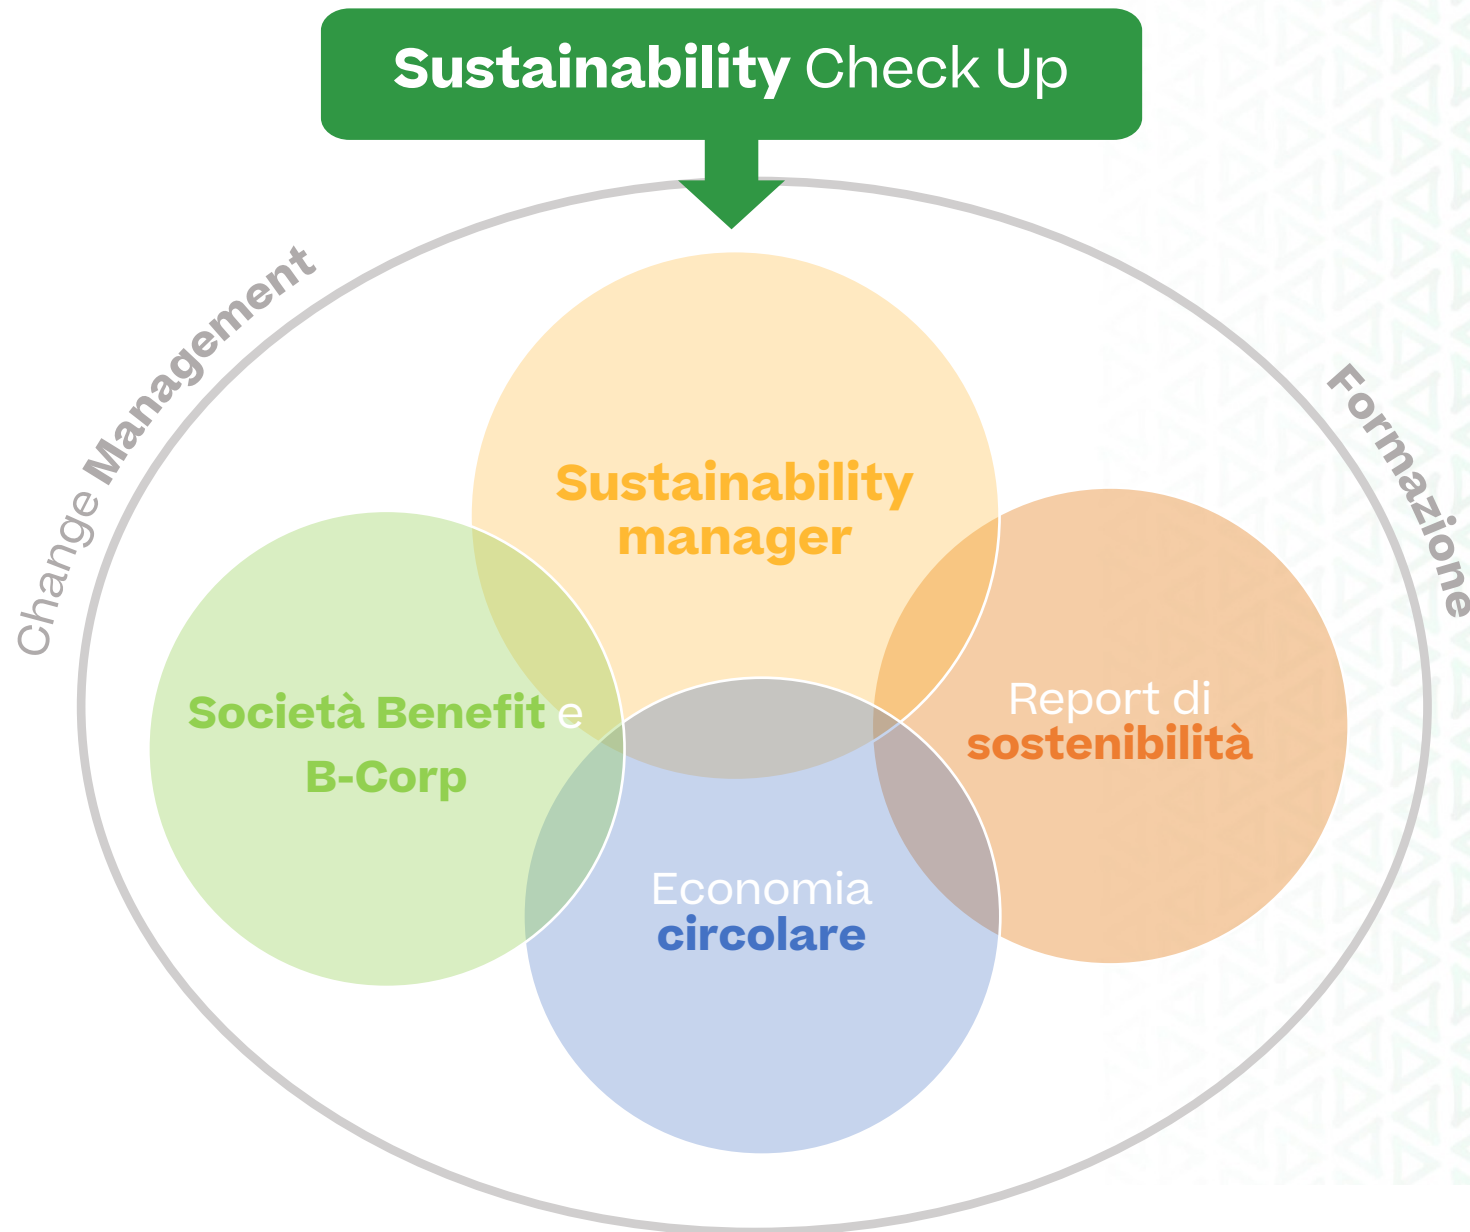 Sustainability Check Up
Change Management
Formazione
Sustainability
manager
Società Benefit e
B-Corp
Report di
sostenibilità
Economia
circolare